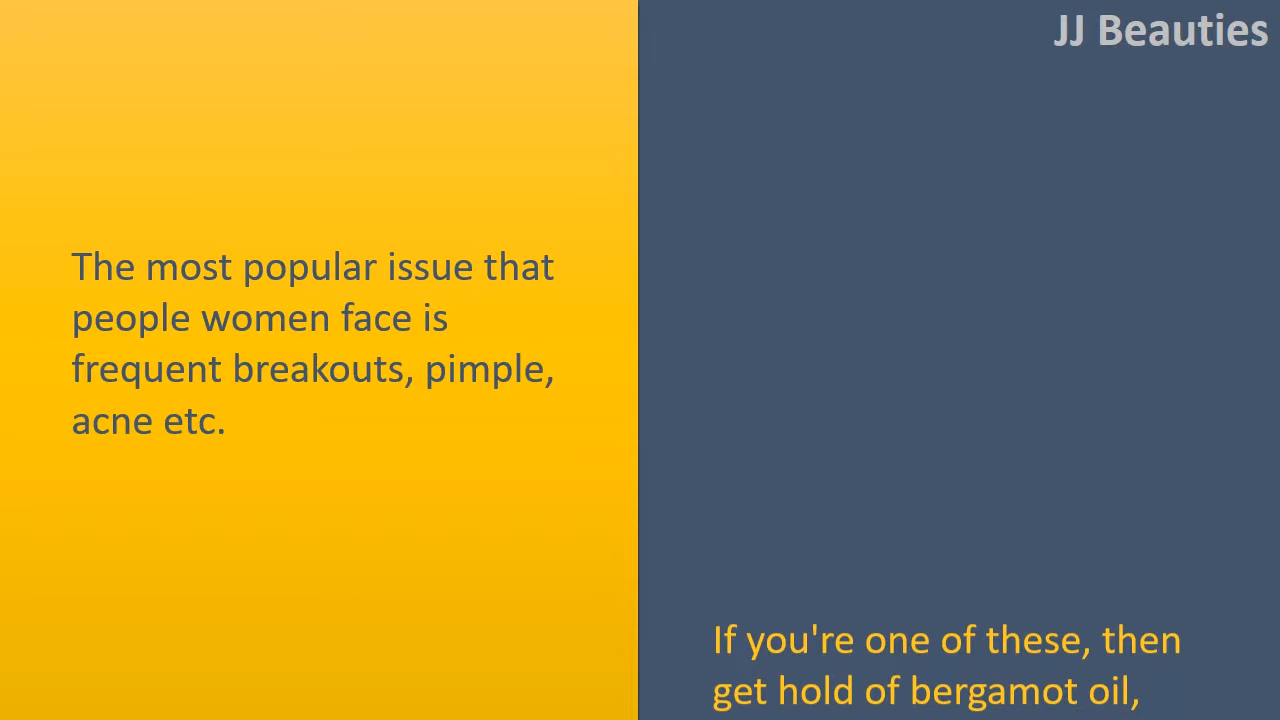 JJ Beauties
The most popular issue that
people women face is
frequent breakouts, pimple,
acne etc.
If you're one of these, then
get hold of bergamot oil,